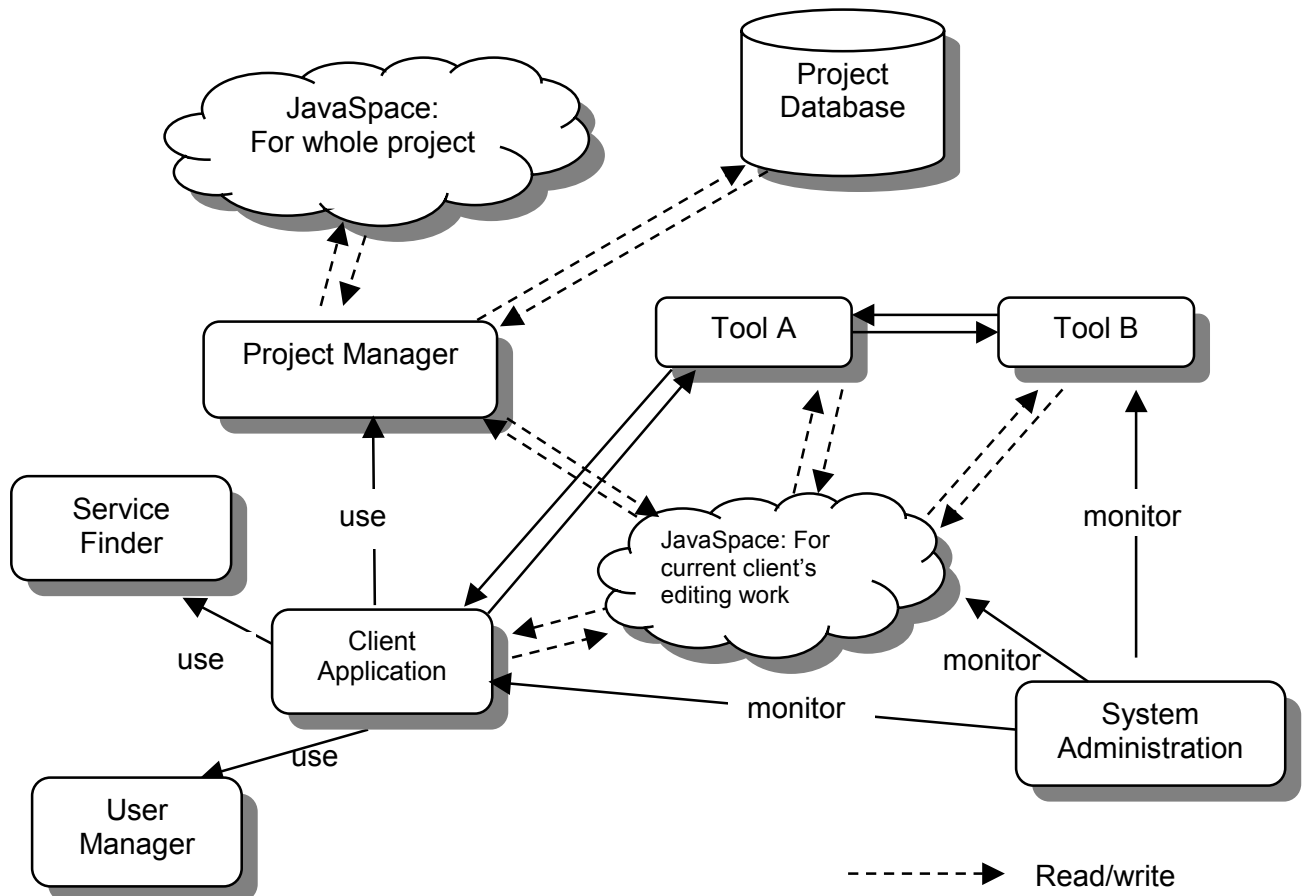 JavaSpace:
For whole project
Project
Database
Project Manager
Tool A
Tool B
Service
Finder
use
JavaSpace: For
current client's
editing work
monitor
Client
Application
use
monitor
monitor
System
Administration
use
User
Manager
Read/write